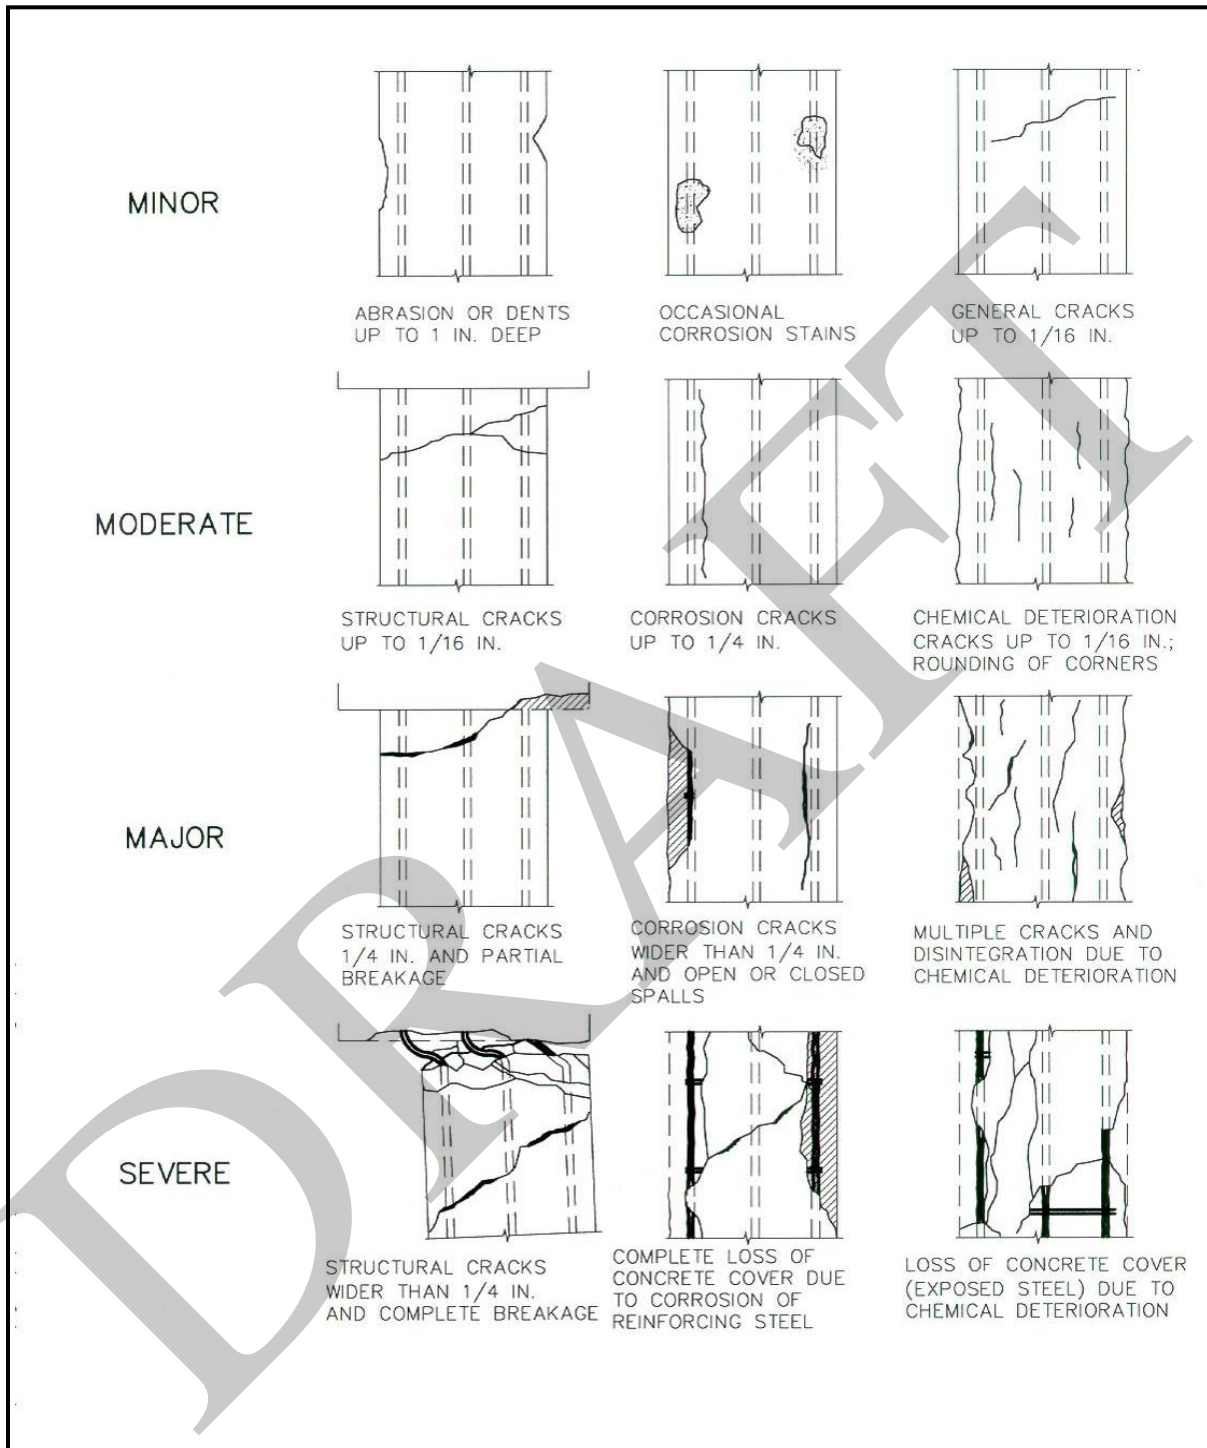 MINOR
ABRASION OR DENTS
UP TO 1 IN. DEEP
OCCASIONAL
CORROSION STAINS
GENERAL CRACKS
UP TO 1/16 IN.
MODERATE
STRUCTURAL CRACKS
UP TO 1/16 IN.
CORROSION CRACKS
UP TO 1/4 IN.
CHEMICAL DETERIORATION
CRACKS UP TO 1/16 IN.;
ROUNDING OF CORNERS
MAJOR
STRUCTURAL CRACKS
1/4 IN. AND PARTIAL
BREAKAGE
CORROSION CRACKS
WIDER THAN 1/4 IN.
AND OPEN OR CLOSED
SPALLS
MULTIPLE CRACKS AND
DISINTEGRATION DUE TO
CHEMICAL DETERIORATION
SEVERE
STRUCTURAL CRACKS
WIDER THAN 1/4 IN.
AND COMPLETE BREAKAGE
COMPLETE LOSS OF
CONCRETE COVER DUE
TO CORROSION OF
REINFORCING STEEL
LOSS OF CONCRETE COVER
(EXPOSED STEEL) DUE TO
CHEMICAL DETERIORATION
DRAFT